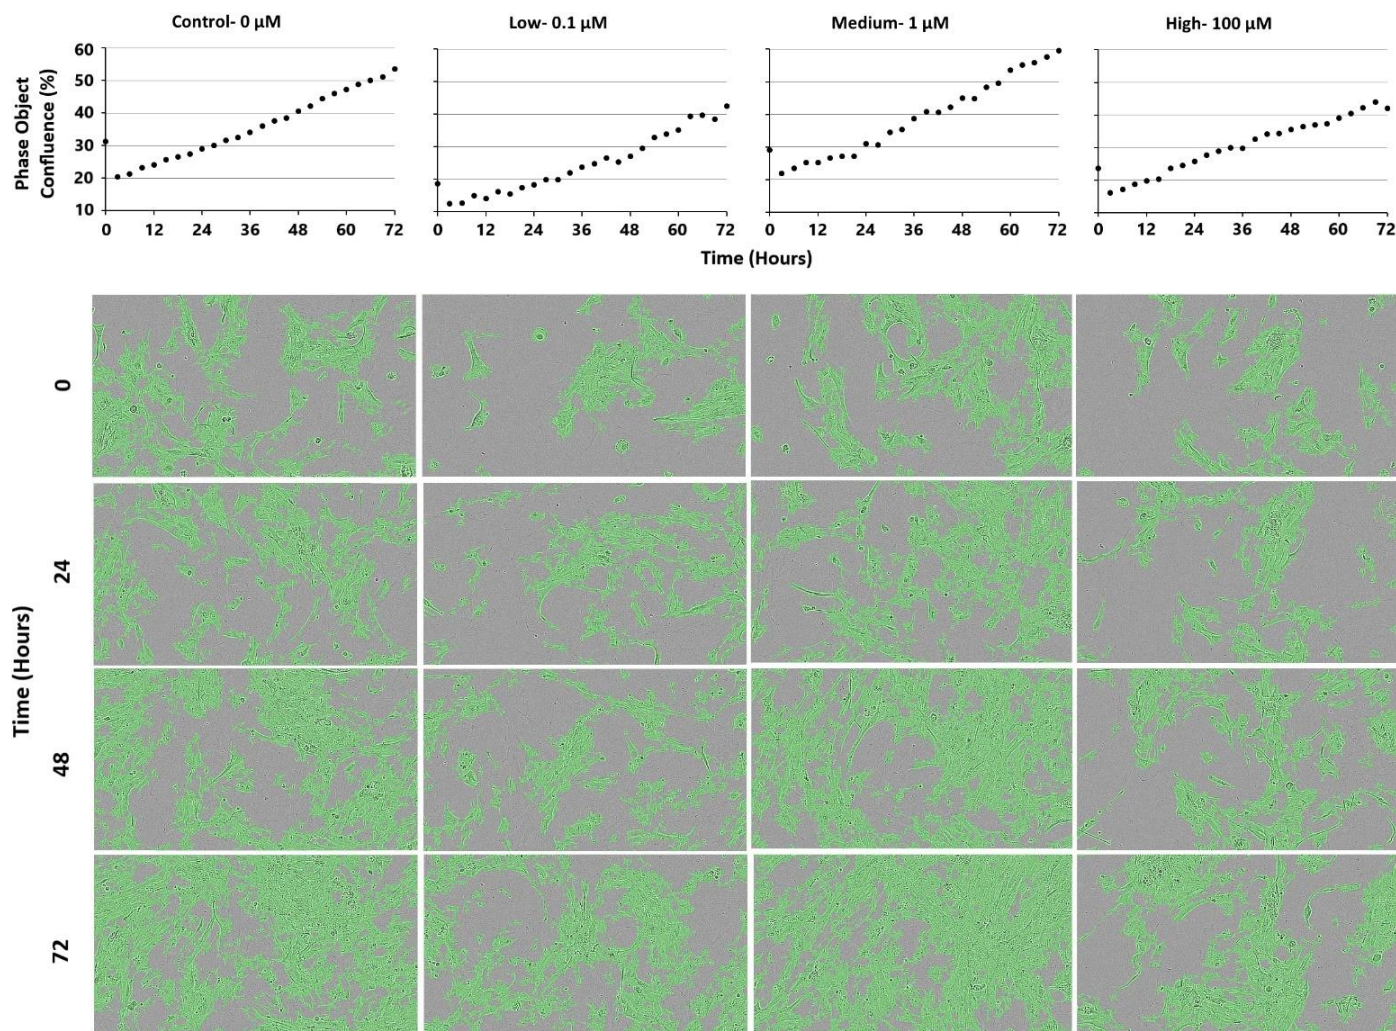 Control- 0 µM
Low- 0.1 µM
Medium- 1 µM
High- 100 µM
Phase Object
Confluence (%)
60
50
40
30
20
10
0 12 24 36 48 60 72
0 12 24 36 48 60 72
0 12 24 36 48 60 72
0 12 24 36 48 60 72
Time (Hours)
Time (Hours)
0
24
48
72